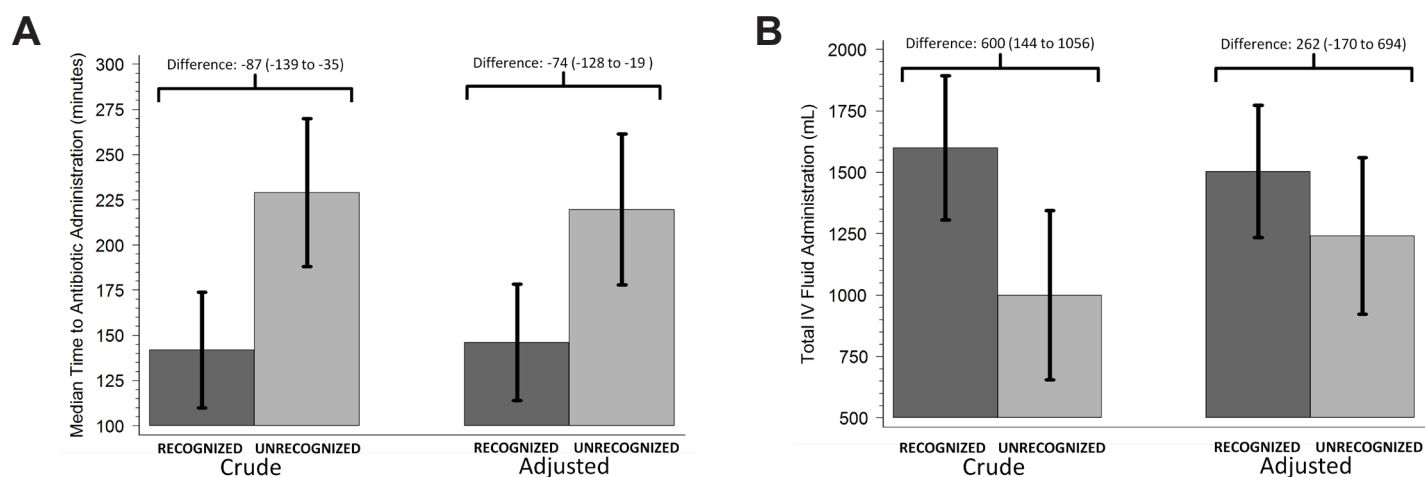 A
Difference: -87 (-139 to -35)
Difference: -74 (-128 to -19 )
Median Time to Antibiotic Administration (minutes)
300
275
250
225
200
175
150
125
100
RECOGNIZED UNRECOGNIZED
Crude
RECOGNIZED UNRECOGNIZED
Adjusted
B
Difference: 600 (144 to 1056)
Difference: 262 (-170 to 694)
Total IV Fluid Administration (mL)
2000
1750
1500
1250
1000
750
500
RECOGNIZED UNRECOGNIZED
Crude
RECOGNIZED UNRECOGNIZED
Adjusted